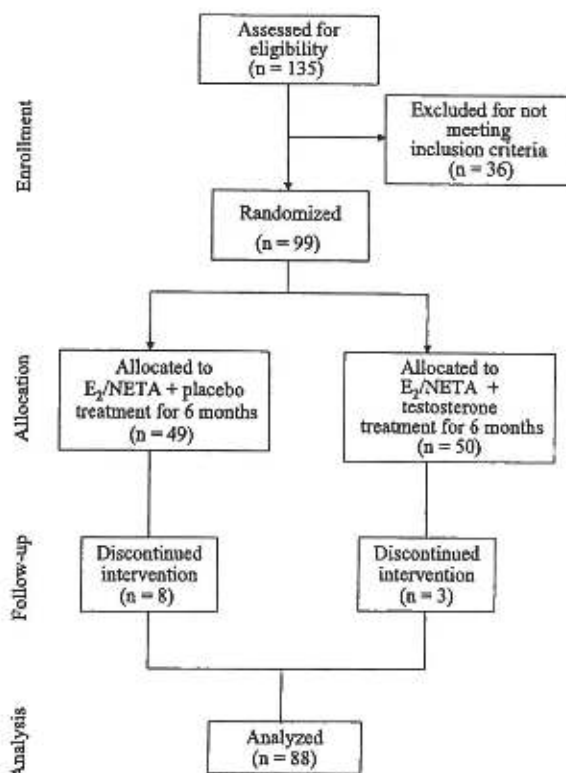 Assessed for
eligibility
(n = 135)
Enrollment
Excluded for not
meeting
inclusion criteria
(n = 36)
Randomized
(n = 99)
Allocation
Allocated to
E₂/NETA + placebo
treatment for 6 months
(n = 49)
Allocated to
E₂/NETA +
testosterone
treatment for 6 months
(n = 50)
Follow-up
Discontinued
intervention
(n = 8)
Discontinued
intervention
(n = 3)
Analysis
Analyzed
(n = 88)